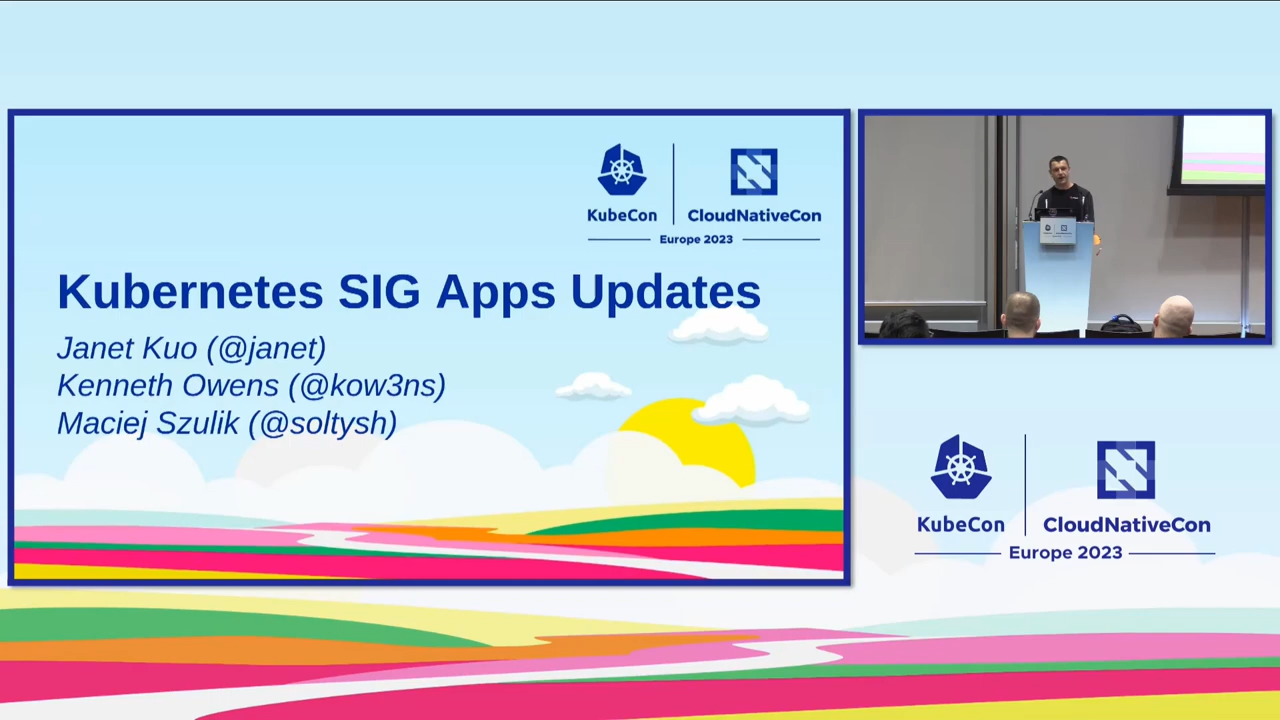 KubeCon
CloudNativeCon
Europe 2023
Kubernetes SIG Apps Updates
Janet Kuo (@janet)
Kenneth Owens (@kow3ns)
Maciej Szulik (@soltysh)
KubeCon
CloudNativeCon
Europe 2023